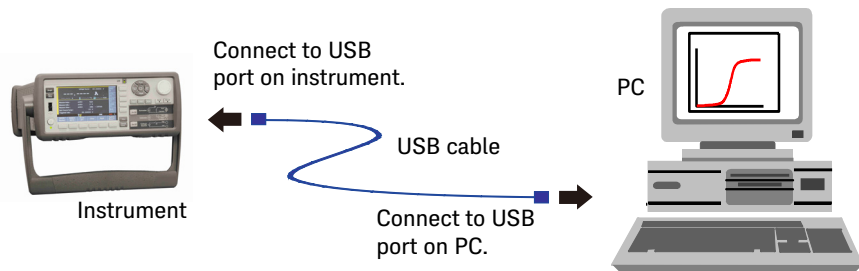 Connect to USB
port on instrument.
PC
USB cable
Instrument
Connect to USB
port on PC.